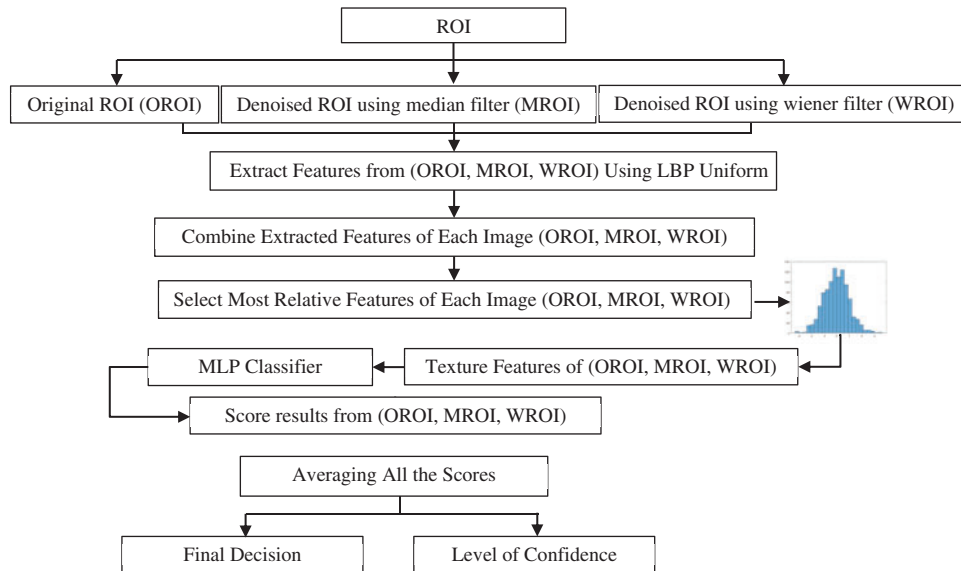 ROI
Original ROI (OROI)
Denoised ROI using median filter (MROI)
Denoised ROI using wiener filter (WROI)
Extract Features from (OROI, MROI, WROI) Using LBP Uniform
Combine Extracted Features of Each Image (OROI, MROI, WROI)
Select Most Relative Features of Each Image (OROI, MROI, WROI)
MLP Classifier
Texture Features of (OROI, MROI, WROI)
Score results from (OROI, MROI, WROI)
Averaging All the Scores
Final Decision
Level of Confidence